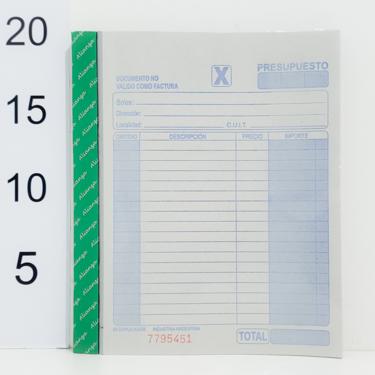 20
15
10
5
PRESUPUESTO
X
DOCUMENTO NO
VALIDO COMO FACTURA
Señor:
Dirección:
Localidad: C.U.I.T.
CANTIDAD DESCRIPCIÓN PRECIO IMPORTE
INDUSTRIA ARGENTINA
7795451
TOTAL